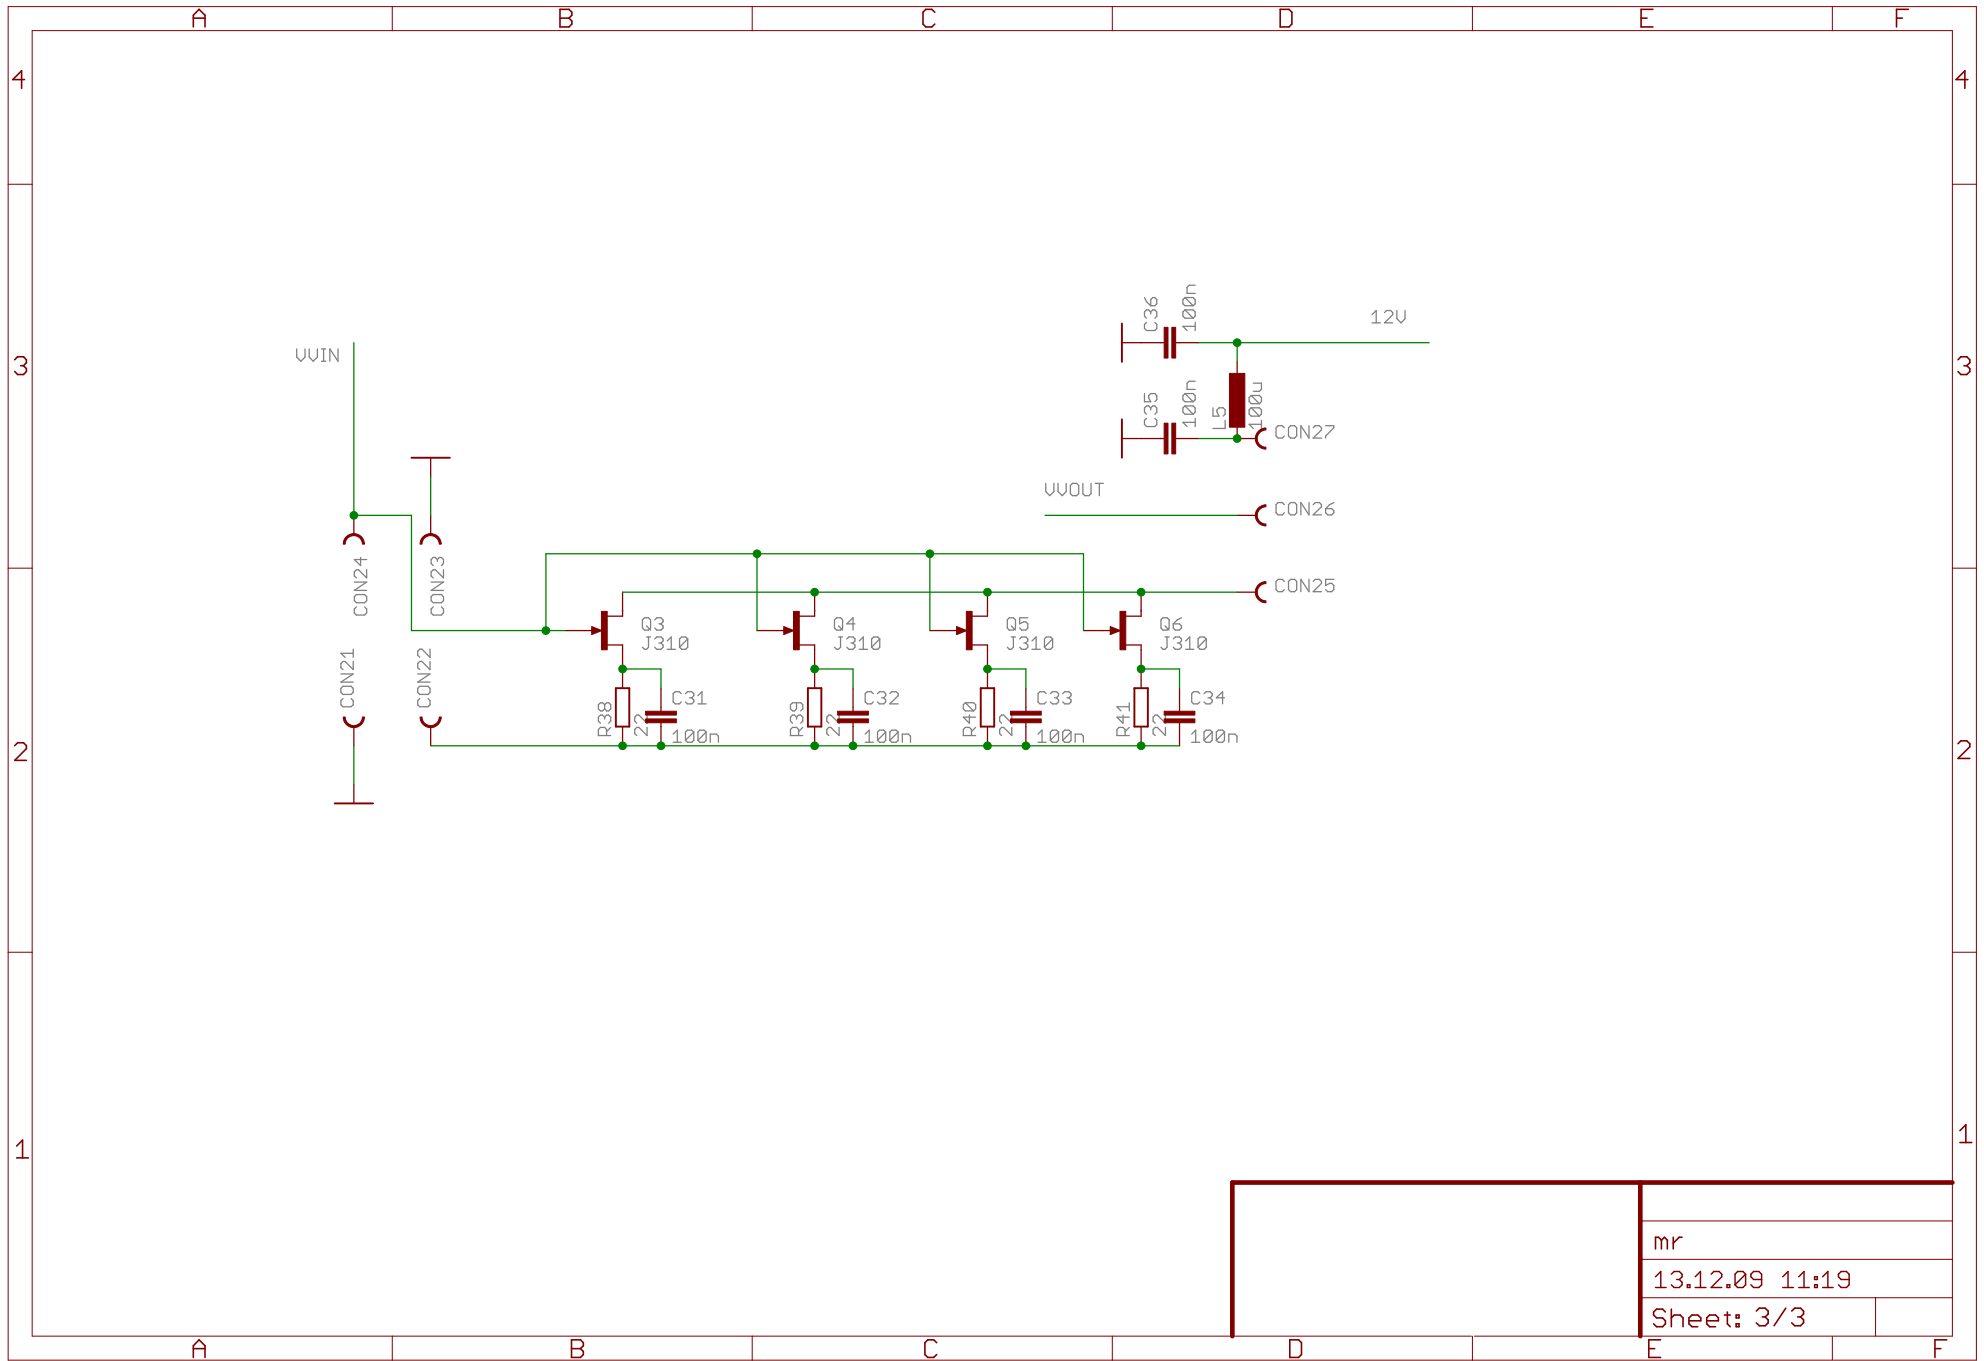 A B C D E F
4 4
C36 100n
12V
VVIN
3 3
C35 100n L5 100u
CON27
VVOUT
CON26
CON24 CON23
CON25
Q3 Q4 Q5 Q6
J310 J310 J310 J310
CON21 CON22
C31 C32 C33 C34
R38 22 R39 22 R40 22 R41 22
100n 100n 100n 100n
2 2
1 1
mr
13.12.09 11:19
Sheet: 3/3
A B C D E F